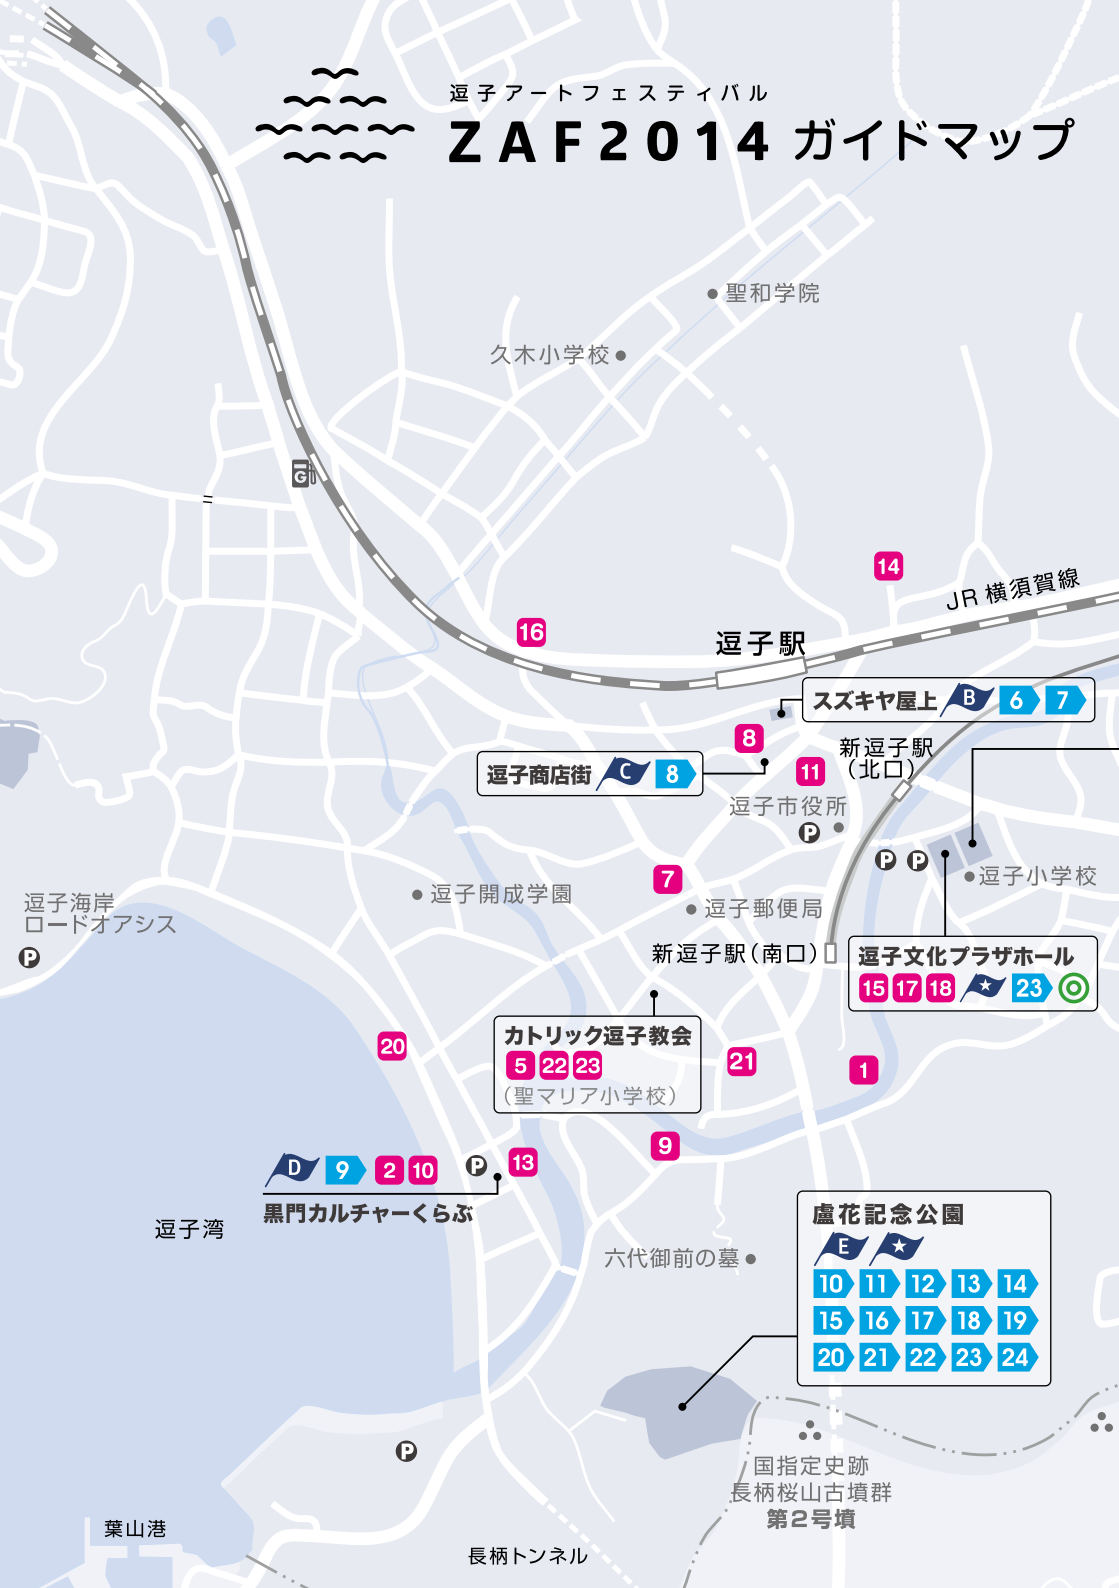 逗子アートフェスティバル
ZAF2014 ガイドマップ
聖和学院
久木小学校
G
14
JR 横須賀線
16
逗子駅
スズキヤ屋上 B 6 7
8
新逗子駅
(北口)
逗子商店街 C 8
11
逗子市役所
P
P P
7
逗子小学校
逗子開成学園
逗子海岸
ロードオアシス
P
逗子郵便局
新逗子駅(南口)
逗子文化プラザホール
15 17 18 23
カトリック逗子教会
5 22 23
(聖マリア小学校)
20
21
1
9
D 9 2 10
P
13
黒門カルチャーくらぶ
逗子湾
六代御前の墓
盧花記念公園
E
10 11 12 13 14
15 16 17 18 19
20 21 22 23 24
P
国指定史跡
長柄桜山古墳群
第2号墳
葉山港
長柄トンネル